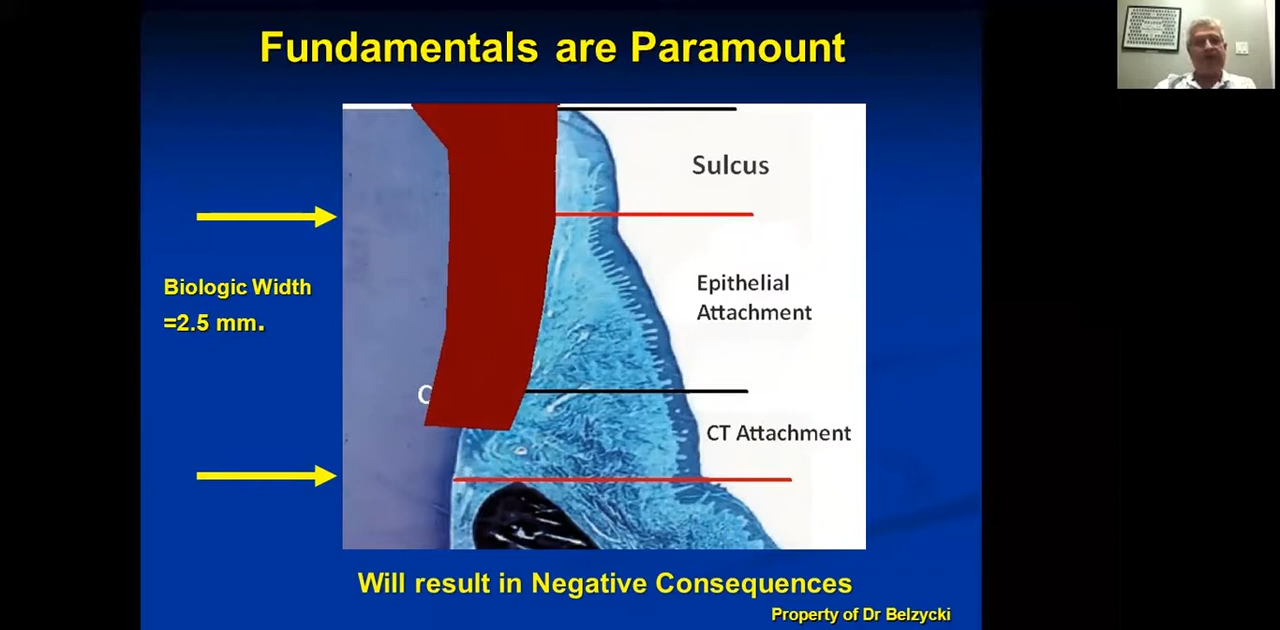 Fundamentals are Paramount
Sulcus
Biologic Width
=2.5 mm.
Epithelial
Attachment
C
CT Attachment
Will result in Negative Consequences
Property of Dr Belzycki